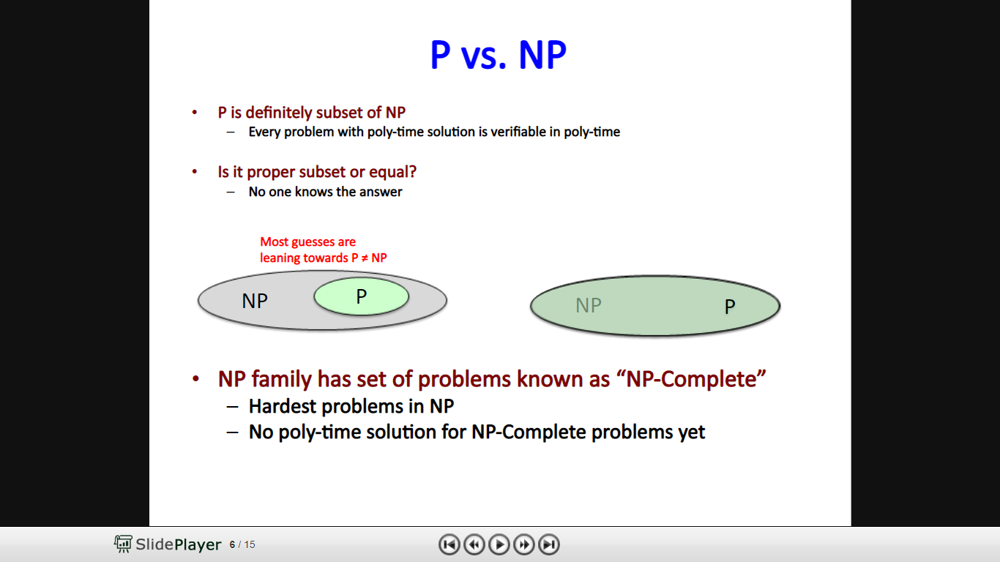 P vs. NP
• P is definitely subset of NP
– Every problem with poly-time solution is verifiable in poly-time
• Is it proper subset or equal?
– No one knows the answer
Most guesses are
leaning towards P ≠ NP
NP P
NP P
• NP family has set of problems known as “NP-Complete”
– Hardest problems in NP
– No poly-time solution for NP-Complete problems yet
SlidePlayer 6 / 15